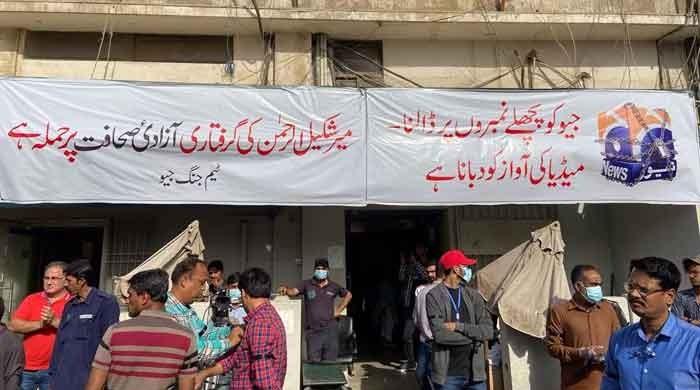 جیو کو پچھلے نمبروں پر ڈالنا۔
میڈیا کی آواز کو دبانا ہے
News جیو
میر شکیل الرحمٰن کی گرفتاری آزادیٔ صحافت پر حملہ ہے
ٹیم جنگ جیو